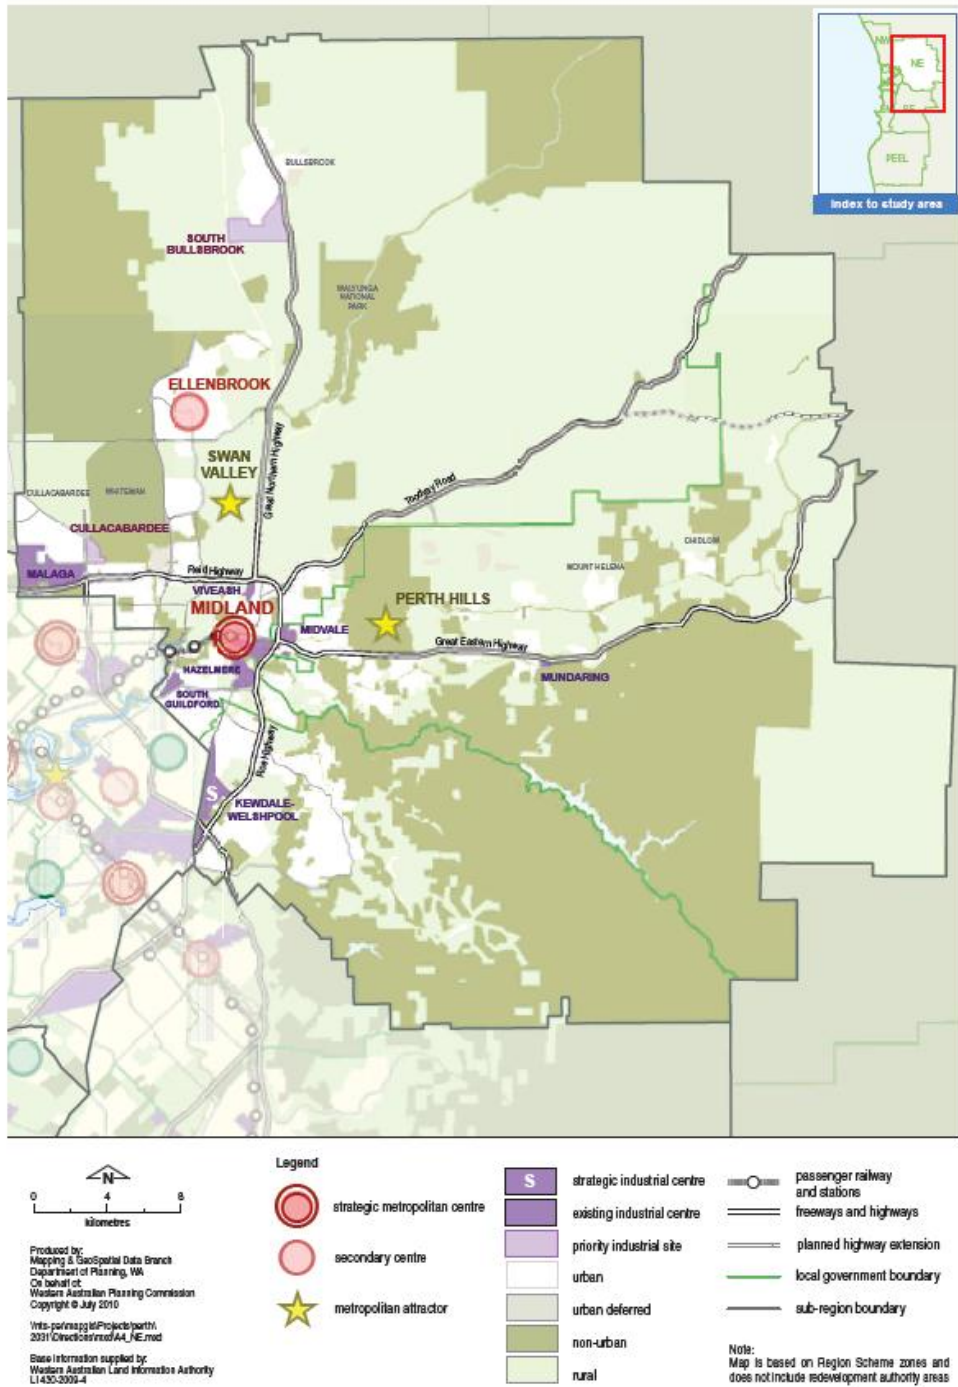 NW
NE
SE
PEEL
Index to study area
BULLSBROOK
SOUTH
BULLSBROOK
WALYUNGA
NATIONAL
PARK
ELLENBROOK
SWAN
VALLEY
Great Northern Highway
Toodyay Road
CULLACABARDEE
WHITEMAN
CULLACABARDEE
CHIDLOW
MALAGA
Reid Highway
MOUNT HELENA
VIVEASH
MIDLAND
PERTH HILLS
MIDVALE
Great Eastern Highway
HAZELMERE
MUNDARING
SOUTH
GUILDFORD
Roe Highway
S
KEWDALE-
WELSHPOOL
N
0 4 8
kilometres
Produced by:
Mapping & GeoSpatial Data Branch
Department of Planning, WA
On behalf of:
Western Australian Planning Commission
Copyright © July 2010
Base information supplied by:
Western Australian Land Information Authority
LI 430-2009-4
Legend
strategic metropolitan centre
secondary centre
metropolitan attractor
S strategic industrial centre
existing industrial centre
priority industrial site
urban
urban deferred
non-urban
rural
passenger railway
and stations
freeways and highways
planned highway extension
local government boundary
sub-region boundary
Note:
Map is based on Region Scheme zones and
does not include redevelopment authority areas